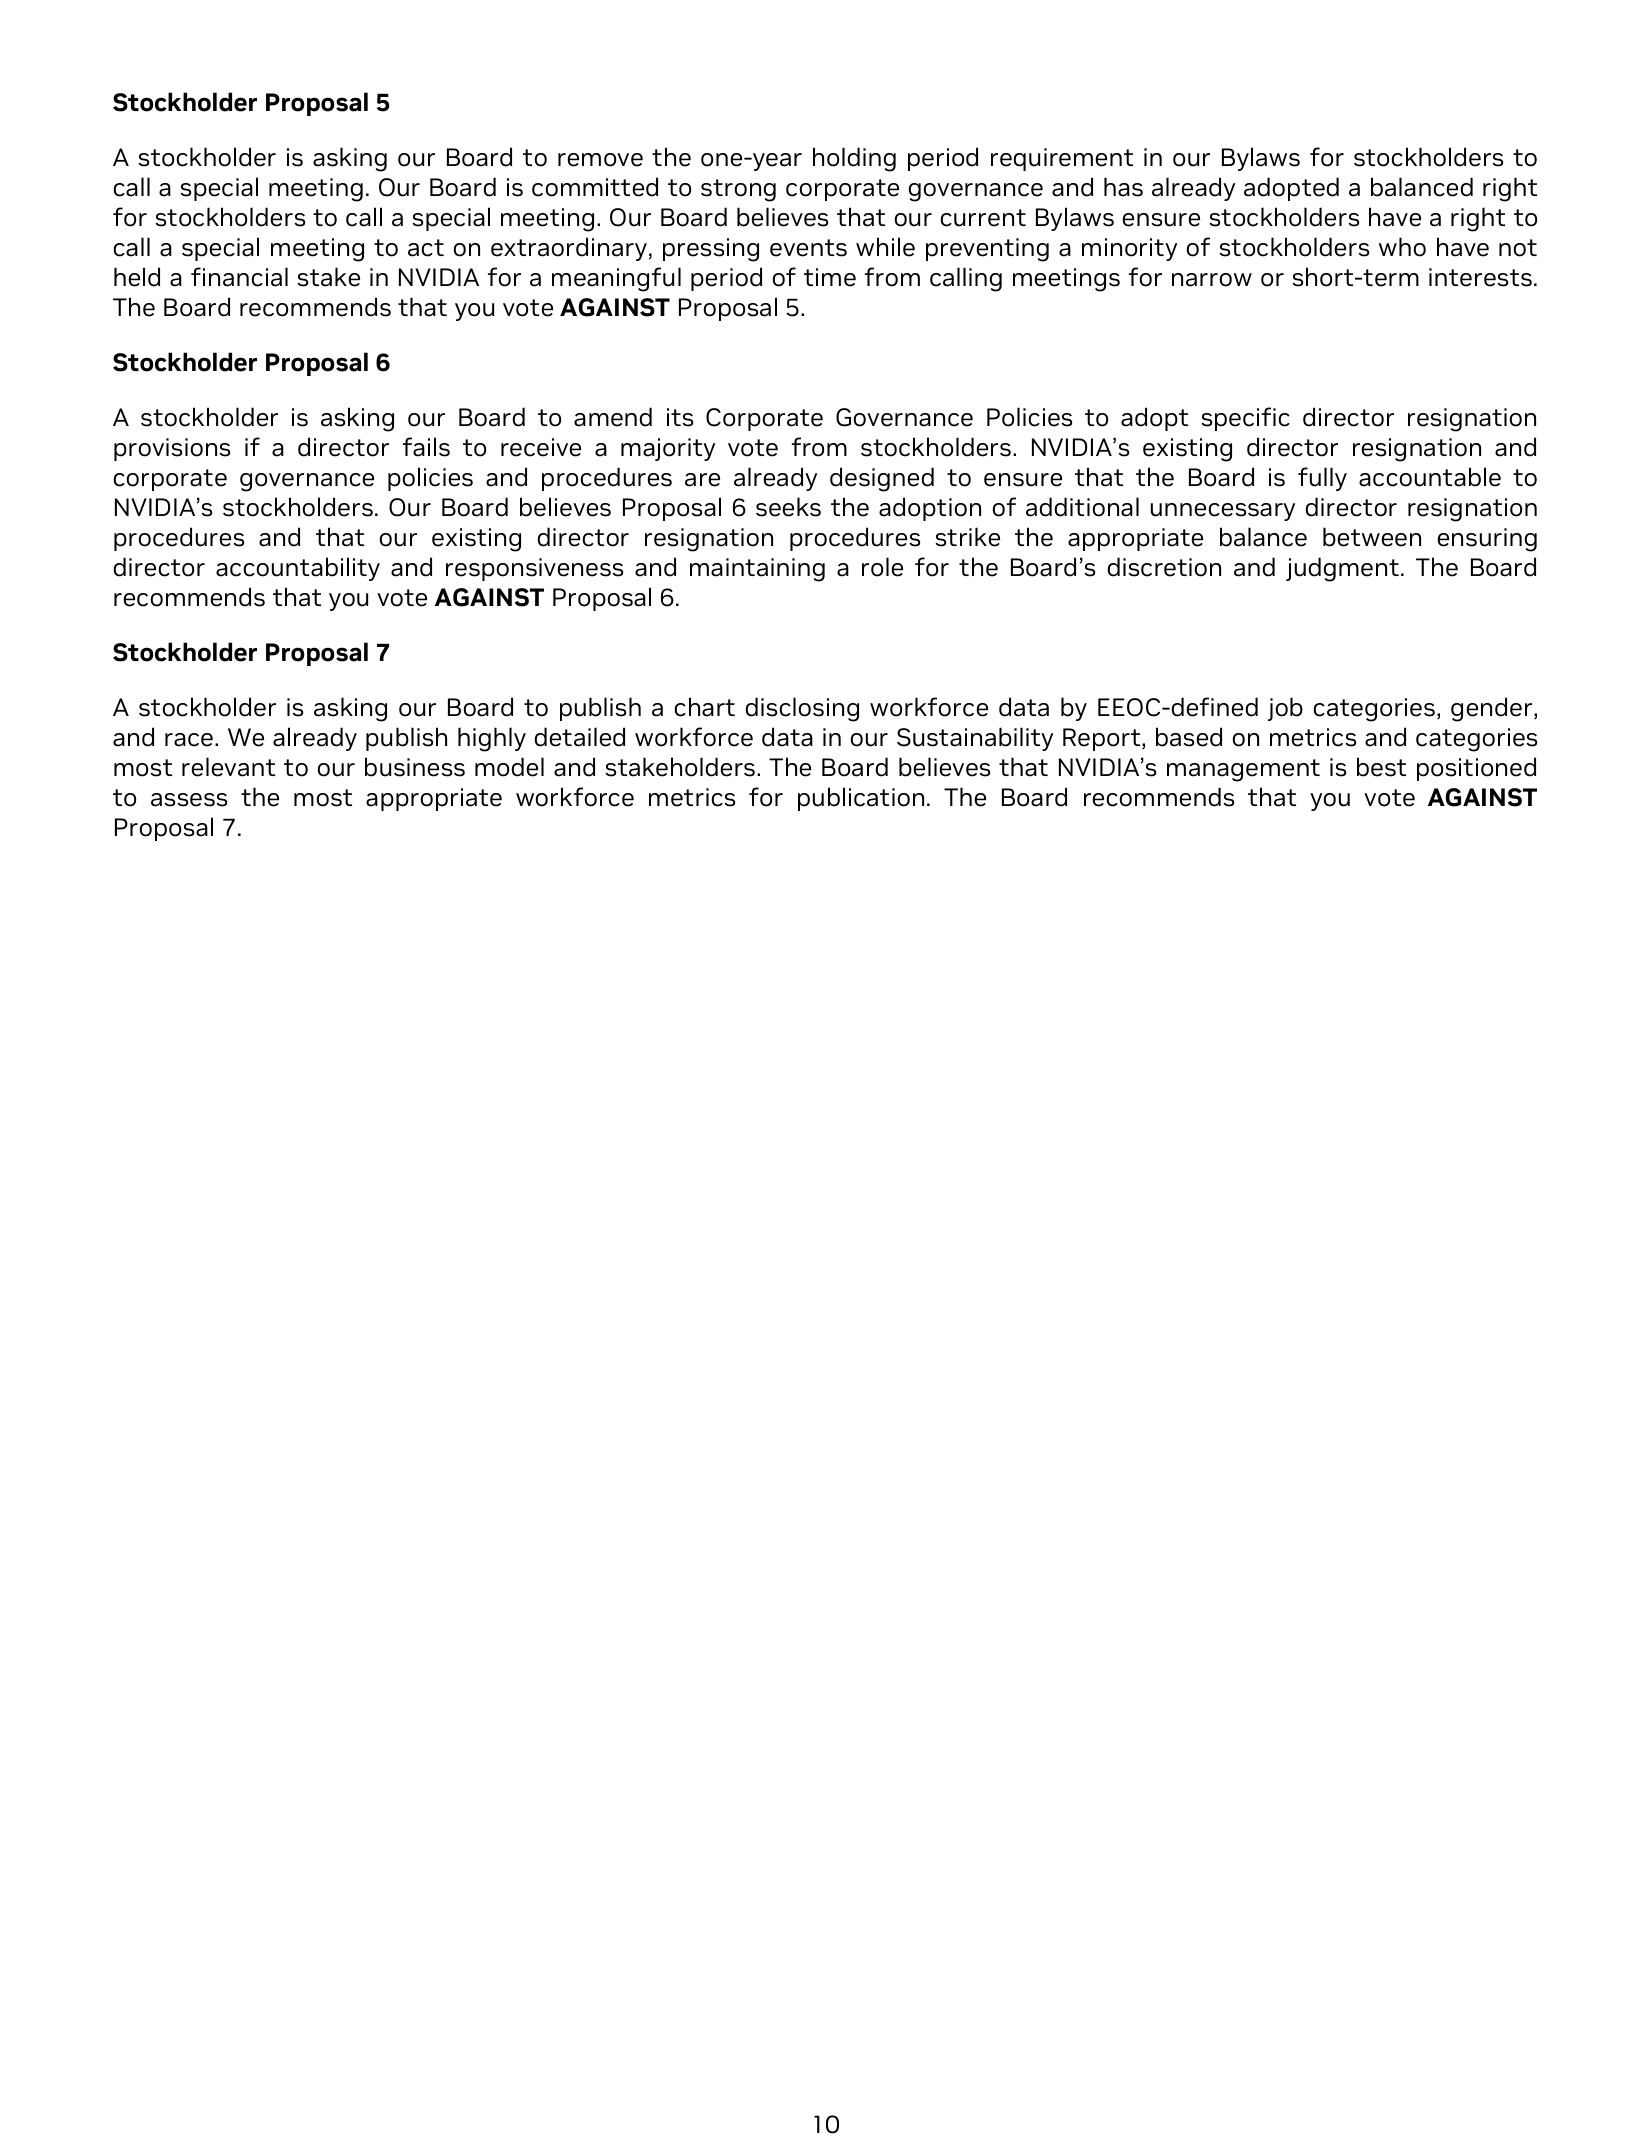 Stockholder Proposal 5
A stockholder is asking our Board to remove the one-year holding period requirement in our Bylaws for stockholders to
call a special meeting. Our Board is committed to strong corporate governance and has already adopted a balanced right
for stockholders to call a special meeting. Our Board believes that our current Bylaws ensure stockholders have a right to
call a special meeting to act on extraordinary, pressing events while preventing a minority of stockholders who have not
held a financial stake in NVIDIA for a meaningful period of time from calling meetings for narrow or short-term interests.
The Board recommends that you vote AGAINST Proposal 5.
Stockholder Proposal 6
A stockholder is asking our Board to amend its Corporate Governance Policies to adopt specific director resignation
provisions if a director fails to receive a majority vote from stockholders. NVIDIA’s existing director resignation and
corporate governance policies and procedures are already designed to ensure that the Board is fully accountable to
NVIDIA’s stockholders. Our Board believes Proposal 6 seeks the adoption of additional unnecessary director resignation
procedures and that our existing director resignation procedures strike the appropriate balance between ensuring
director accountability and responsiveness and maintaining a role for the Board’s discretion and judgment. The Board
recommends that you vote AGAINST Proposal 6.
Stockholder Proposal 7
A stockholder is asking our Board to publish a chart disclosing workforce data by EEOC-defined job categories, gender,
and race. We already publish highly detailed workforce data in our Sustainability Report, based on metrics and categories
most relevant to our business model and stakeholders. The Board believes that NVIDIA’s management is best positioned
to assess the most appropriate workforce metrics for publication. The Board recommends that you vote AGAINST
Proposal 7.
10